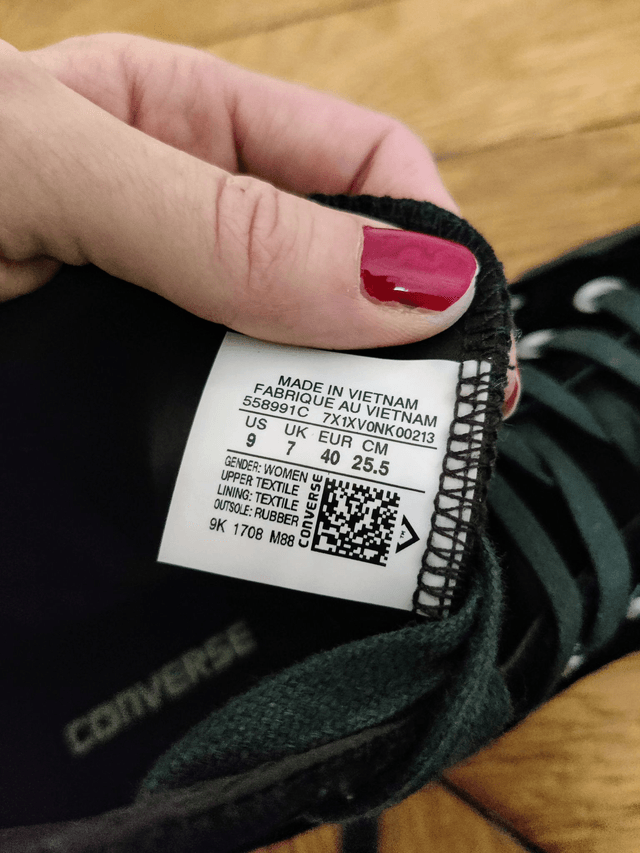 MADE IN VIETNAM
FABRIQUE AU VIETNAM
558991C 7X1XV0NK00213
US UK EUR CM
9 7 40 25.5
GENDER: WOMEN
UPPER TEXTILE
LINING: TEXTILE
OUTSOLE: RUBBER
9K 1708 M88
CONVERSE
TM
CONVERSE